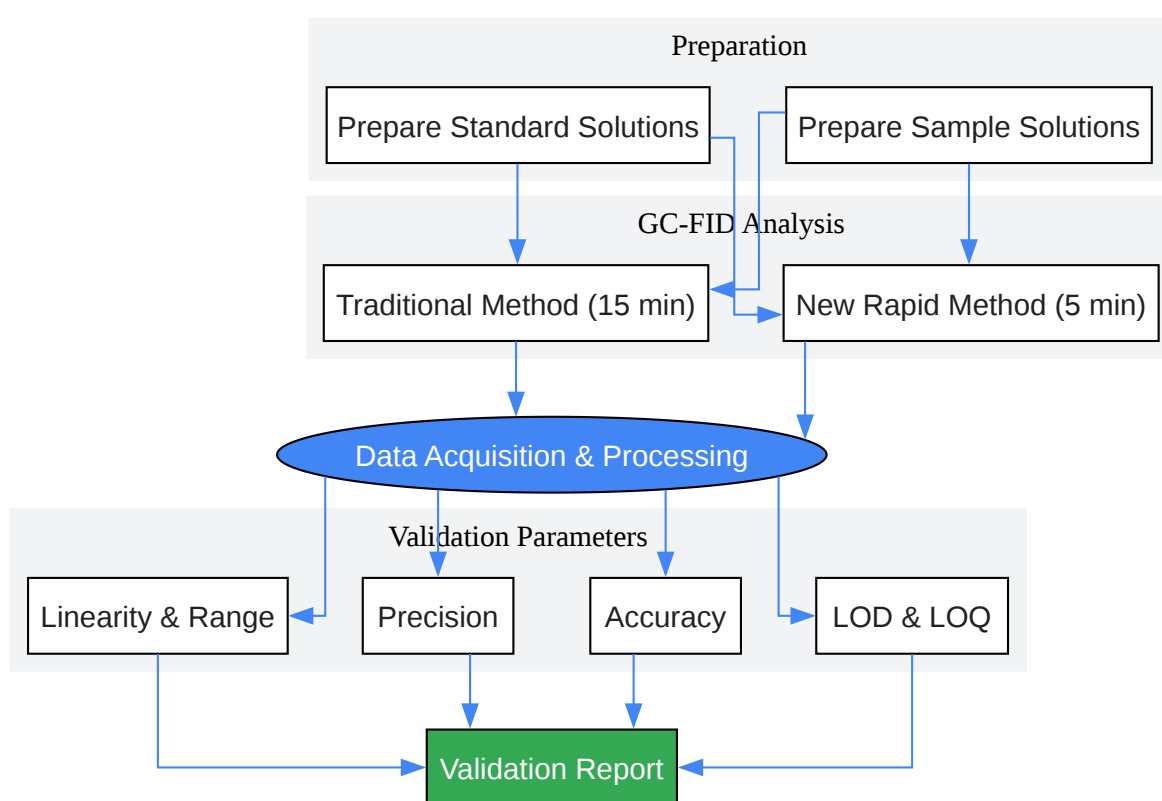 Preparation
Prepare Standard Solutions
Prepare Sample Solutions
GC-FID Analysis
Traditional Method (15 min)
New Rapid Method (5 min)
Data Acquisition & Processing
Validation Parameters
Linearity & Range
Precision
Accuracy
LOD & LOQ
Validation Report